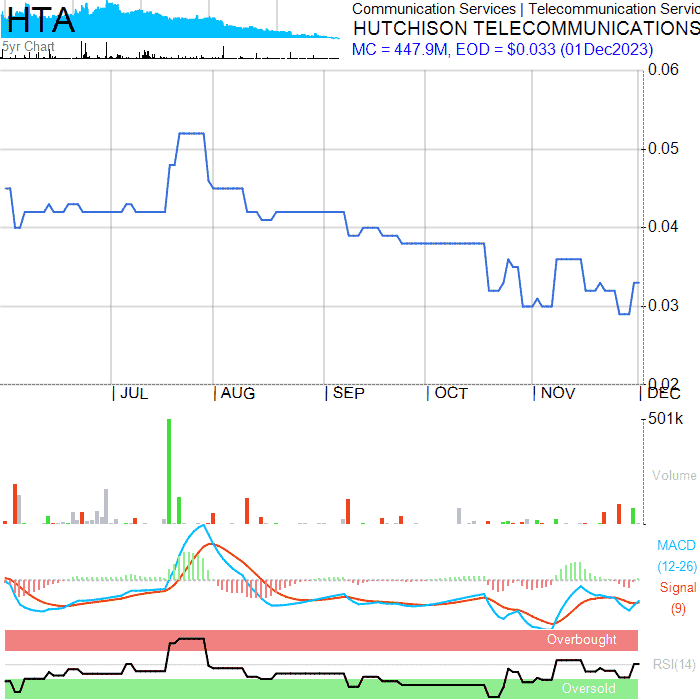 HTA
5yr Chart
Communication Services | Telecommunication Servic
HUTCHISON TELECOMMUNICATIONS
MC = 447.9M, EOD = $0.033 (01Dec2023)
0.06
0.05
0.04
0.03
0.02
| JUL | AUG | SEP | OCT | NOV | DEC
501k
Volume
MACD
(12-26)
Signal
(9)
Overbought
RSI(14)
Oversold